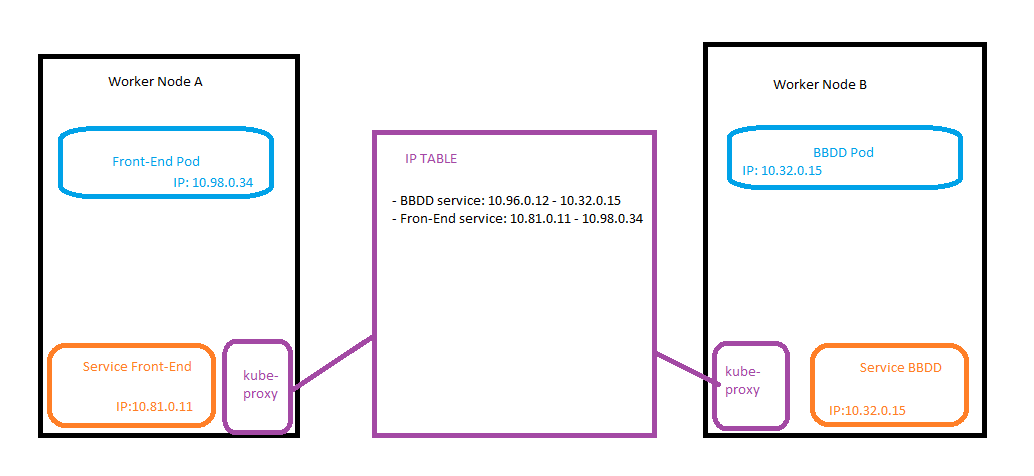 Worker Node A
Front-End Pod
IP: 10.98.0.34
Service Front-End
IP:10.81.0.11
kube-
proxy
IP TABLE
- BBDD service: 10.96.0.12 - 10.32.0.15
- Fron-End service: 10.81.0.11 - 10.98.0.34
Worker Node B
BBDD Pod
IP: 10.32.0.15
kube-
proxy
Service BBDD
IP:10.32.0.15